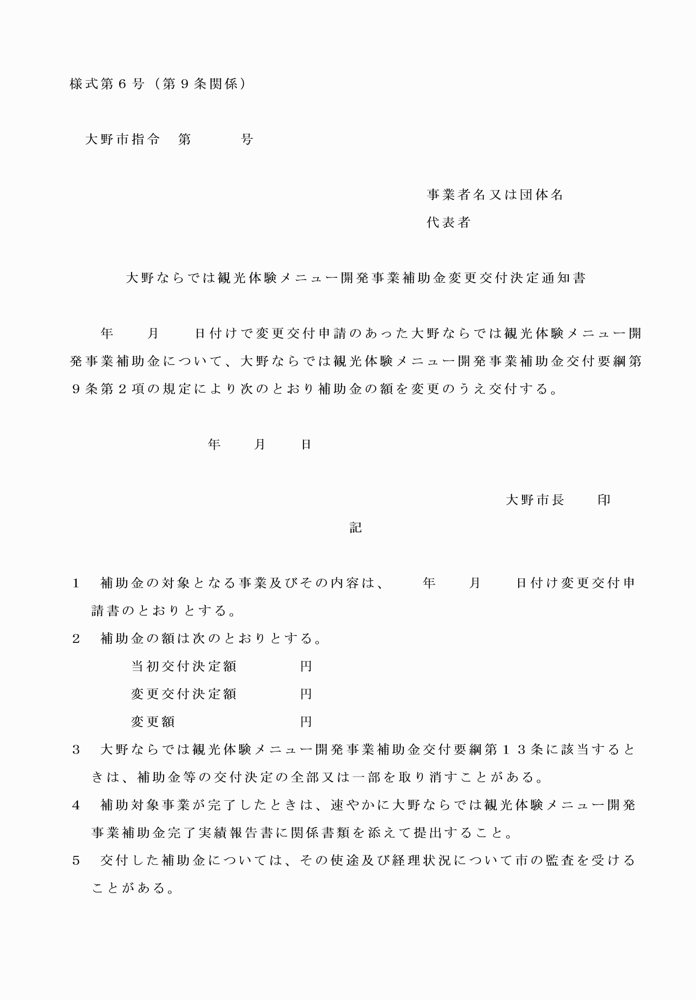 様式第６号（第９条関係）
大野市指令　第　　　号
事業者名又は団体名
代表者
大野ならでは観光体験メニュー開発事業補助金変更交付決定通知書
　　年　　月　　日付けで変更交付申請のあった大野ならでは観光体験メニュー開
発事業補助金について、大野ならでは観光体験メニュー開発事業補助金交付要綱第
９条第２項の規定により次のとおり補助金の額を変更のうえ交付する。
年　　月　　日
大野市長　　印
記
１　補助金の対象となる事業及びその内容は、　　年　　月　　日付け変更交付申
請書のとおりとする。
２　補助金の額は次のとおりとする。
当初交付決定額　　　　円
変更交付決定額　　　　円
変更額　　　　　　　　円
３　大野ならでは観光体験メニュー開発事業補助金交付要綱第１３条に該当すると
きは、補助金等の交付決定の全部又は一部を取り消すことがある。
４　補助対象事業が完了したときは、速やかに大野ならでは観光体験メニュー開発
事業補助金完了実績報告書に関係書類を添えて提出すること。
５　交付した補助金については、その使途及び経理状況について市の監査を受ける
ことがある。